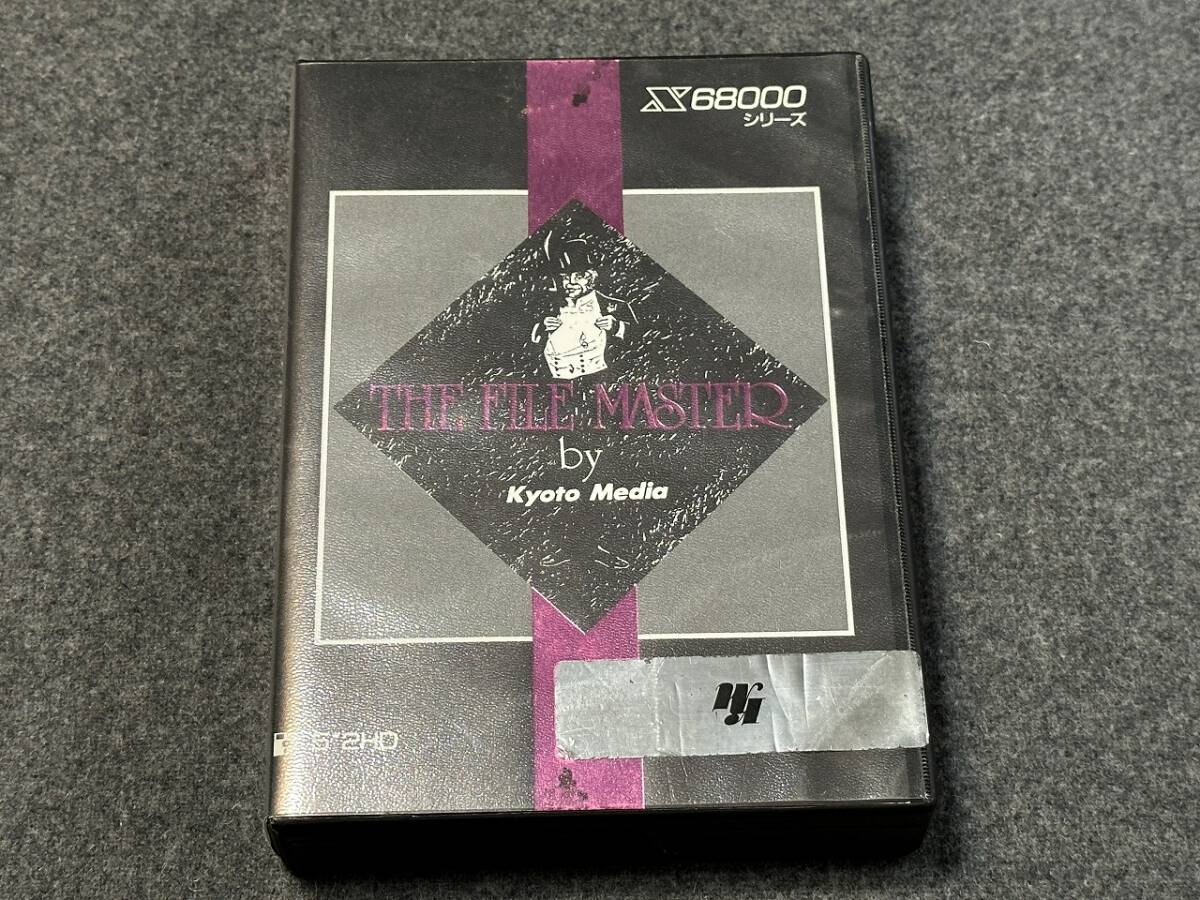 X68000
シリーズ
THE FILE MASTER
by
Kyoto Media
5"2HD